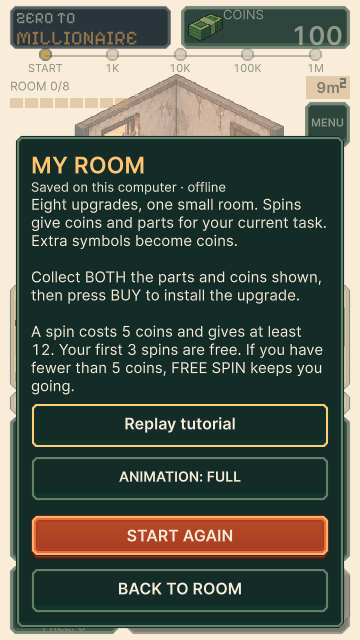 ZERO TO
MILLIONAIRE
COINS
100
START
1K
10K
100K
1M
ROOM 0/8
9m²
MENU
MY ROOM
Saved on this computer · offline
Eight upgrades, one small room. Spins
give coins and parts for your current task.
Extra symbols become coins.
Collect BOTH the parts and coins shown,
then press BUY to install the upgrade.
A spin costs 5 coins and gives at least
12. Your first 3 spins are free. If you have
fewer than 5 coins, FREE SPIN keeps you
going.
Replay tutorial
ANIMATION: FULL
START AGAIN
BACK TO ROOM